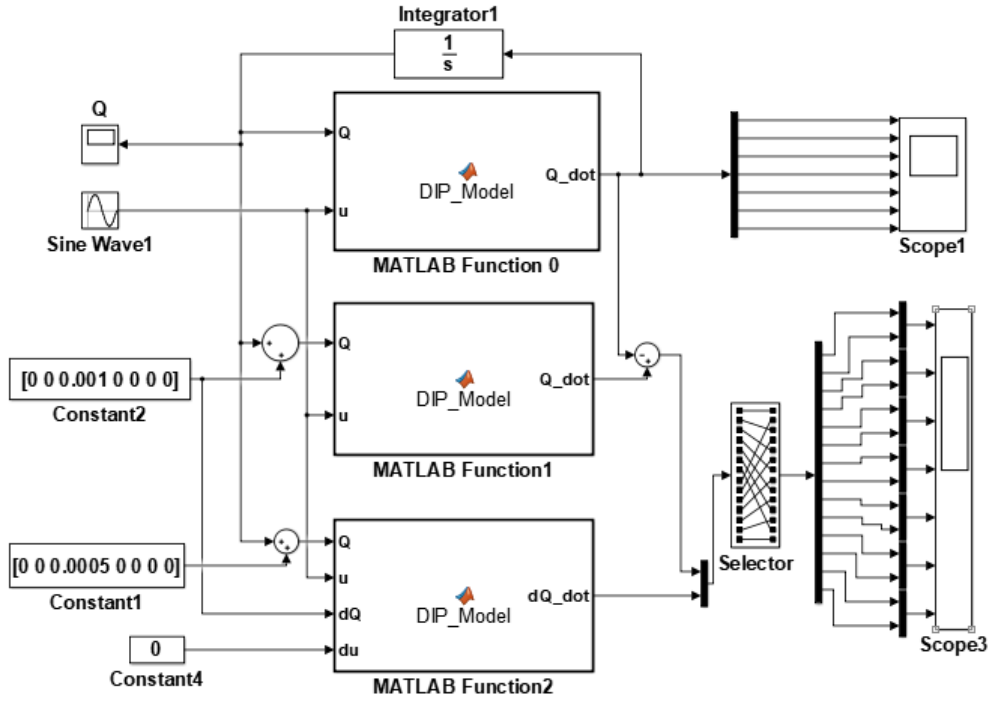 Integrator1
1
s
Q
Q
DIP_Model
Q_dot
u
Sine Wave1
MATLAB Function 0
Scope1
+
+
Q
-
+
[0 0 0.001 0 0 0 0]
Q_dot
DIP_Model
Constant2
u
MATLAB Function1
+
+
Q
Selector
[0 0 0.0005 0 0 0 0]
u
dQ_dot
Constant1
DIP_Model
dQ
0
du
Scope3
Constant4
MATLAB Function2